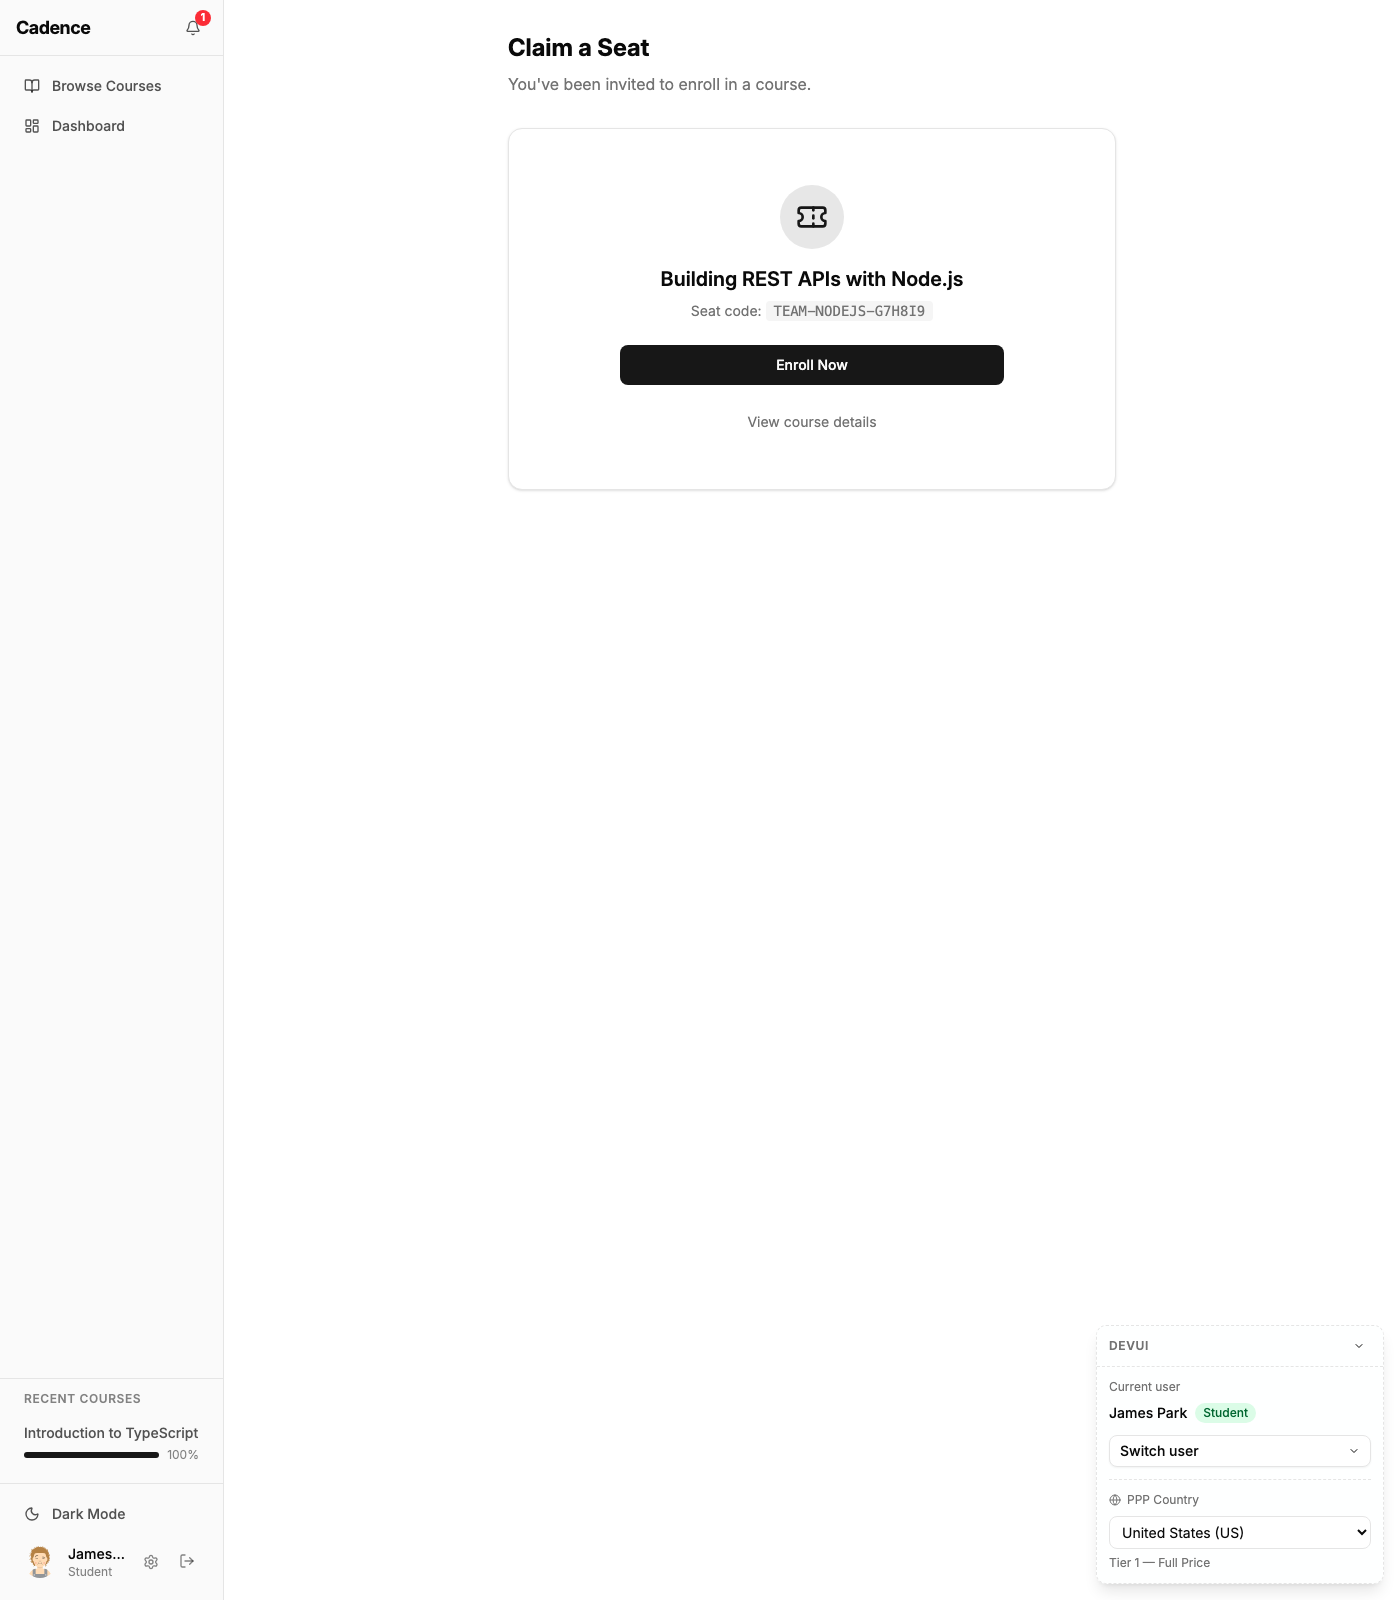 Cadence
1
Browse Courses
Dashboard
Claim a Seat
You've been invited to enroll in a course.
Building REST APIs with Node.js
Seat code: TEAM-NODEJS-G7H8I9
Enroll Now
View course details
RECENT COURSES
Introduction to TypeScript
100%
Dark Mode
James...
Student
DEVUI
Current user
James Park Student
Switch user
PPP Country
United States (US)
Tier 1 — Full Price